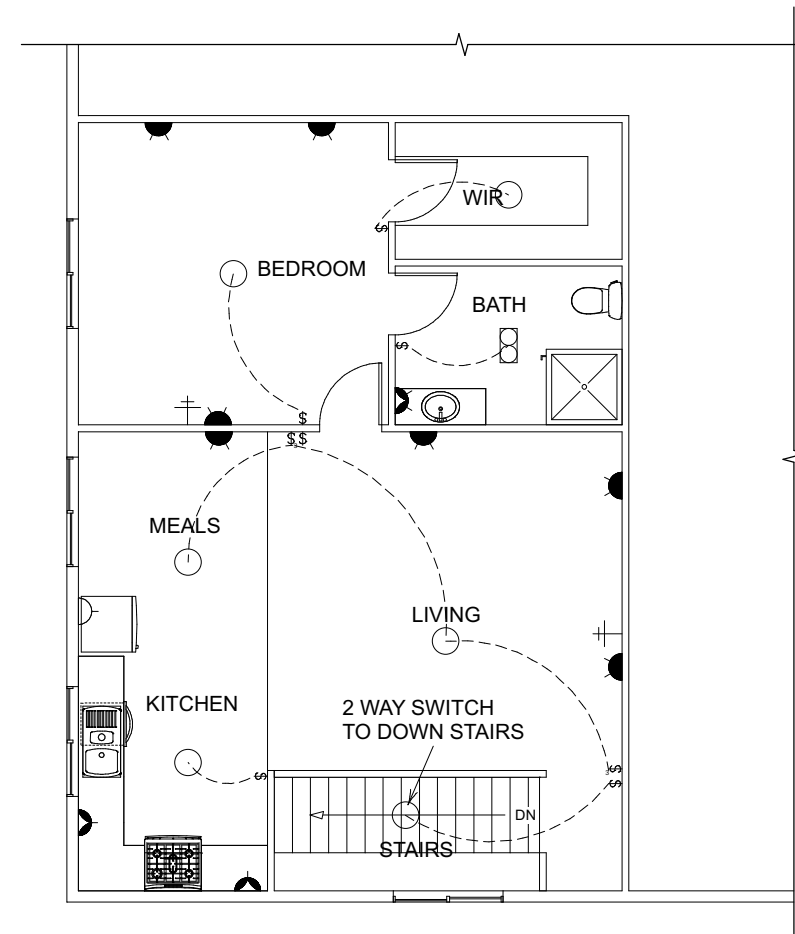 WIR
BEDROOM
BATH
$
$
$
$$
MEALS
LIVING
KITCHEN
2 WAY SWITCH
TO DOWN STAIRS
$
$
$
DN
STAIRS